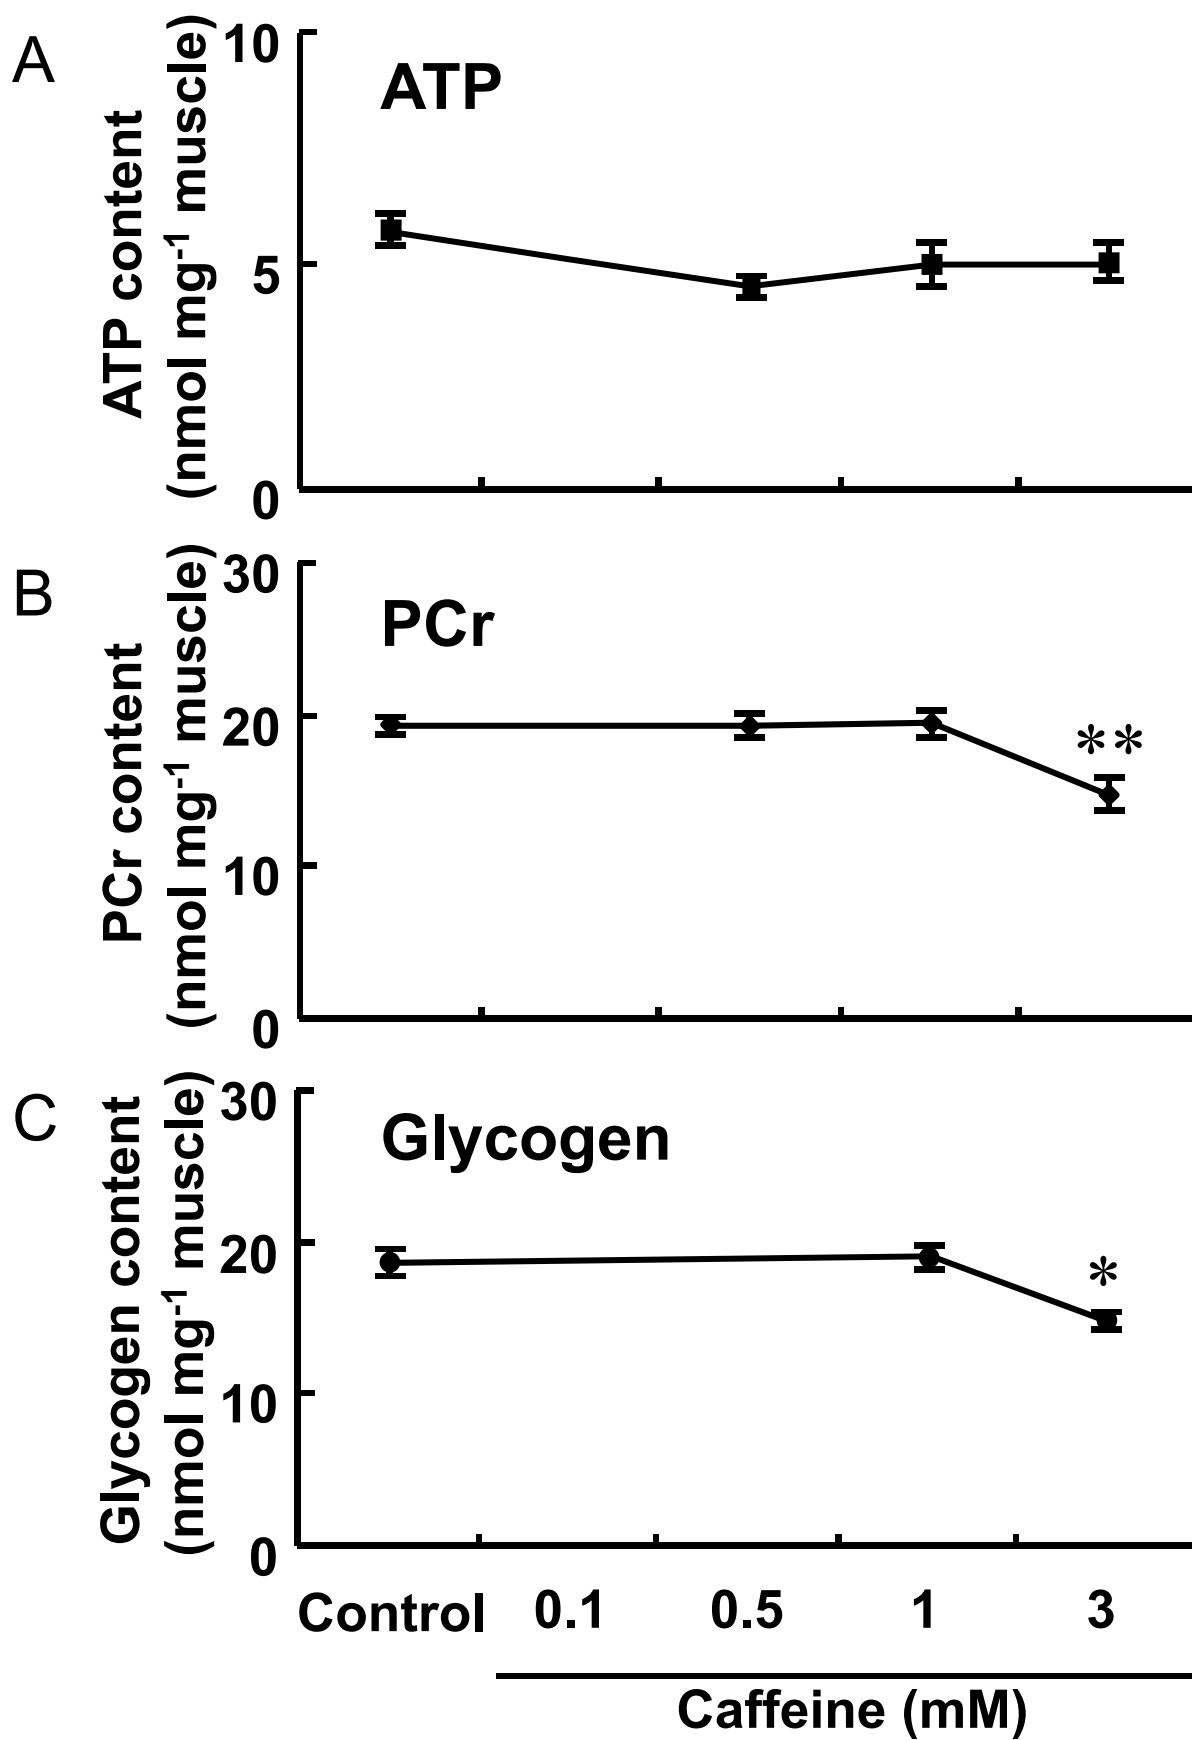 A
ATP
ATP content
(nmol mg⁻¹ muscle)
10
5
0
B
PCr
PCr content
(nmol mg⁻¹ muscle)
30
20
10
0
**
C
Glycogen
Glycogen content
(nmol mg⁻¹ muscle)
30
20
10
0
*
Control 0.1 0.5 1 3
Caffeine (mM)